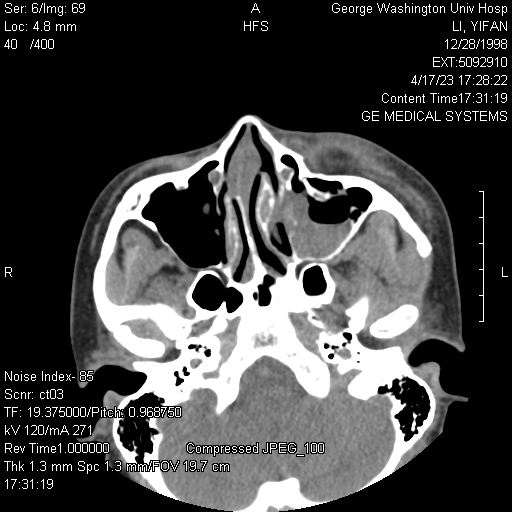 Ser: 6/Img: 69
Loc: 4.8 mm
40 /400
A
HFS
George Washington Univ Hosp
LI, YIFAN
12/28/1998
EXT:5092910
4/17/23 17:28:22
Content Time17:31:19
GE MEDICAL SYSTEMS
R
L
Noise Index- 85
Scnr: ct03
TF: 19.375000/Pitch: 0.968750
kV 120/mA 271
Rev Time1.000000
Compressed JPEG_100
Thk 1.3 mm Spc 1.3 mm/FOV 19.7 cm
17:31:19